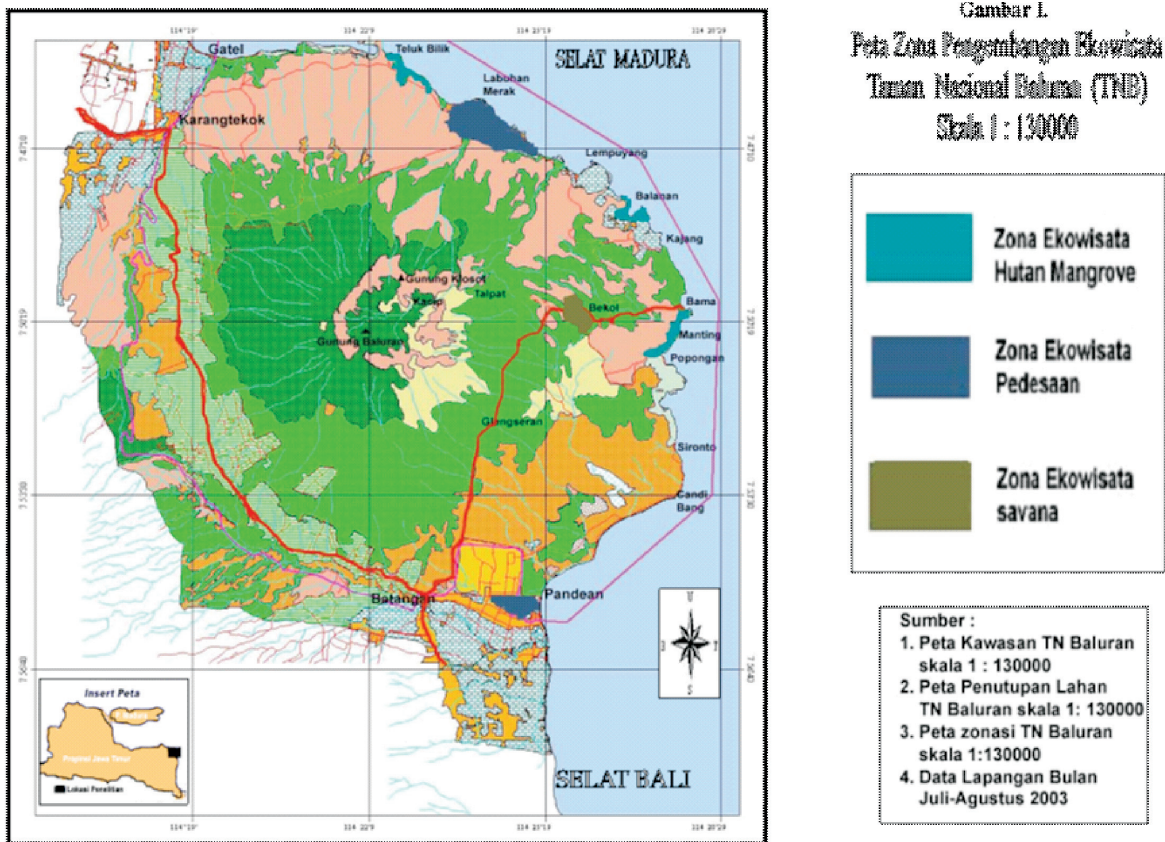 Gambar 1.
Peta Zona Pengembangan Ekowisata
Taman Nasional Baluran (TNB)
Skala 1 : 130000
Zona Ekowisata
Hutan Mangrove
Zona Ekowisata
Pedesaan
Zona Ekowisata
savana
Sumber :
1. Peta Kawasan TN Baluran
skala 1 : 130000
2. Peta Penutupan Lahan
TN Baluran skala 1: 130000
3. Peta zonasi TN Baluran
skala 1:130000
4. Data Lapangan Bulan
Juli-Agustus 2003
Gatel
Teluk Bilik
SELAT MADURA
Labohan
Merak
Karangtekok
Lempuyang
Balanan
Kajang
Gunung Klosot
Talpat
Kacip
Bekol
Bama
Gunung Baluran
Manting
Popongan
Glengseran
Sironto
Candi
Bang
Batangan
Pandean
SELAT BALI
Insert Peta
Propinsi Jawa Timur
Lokasi Penelitian